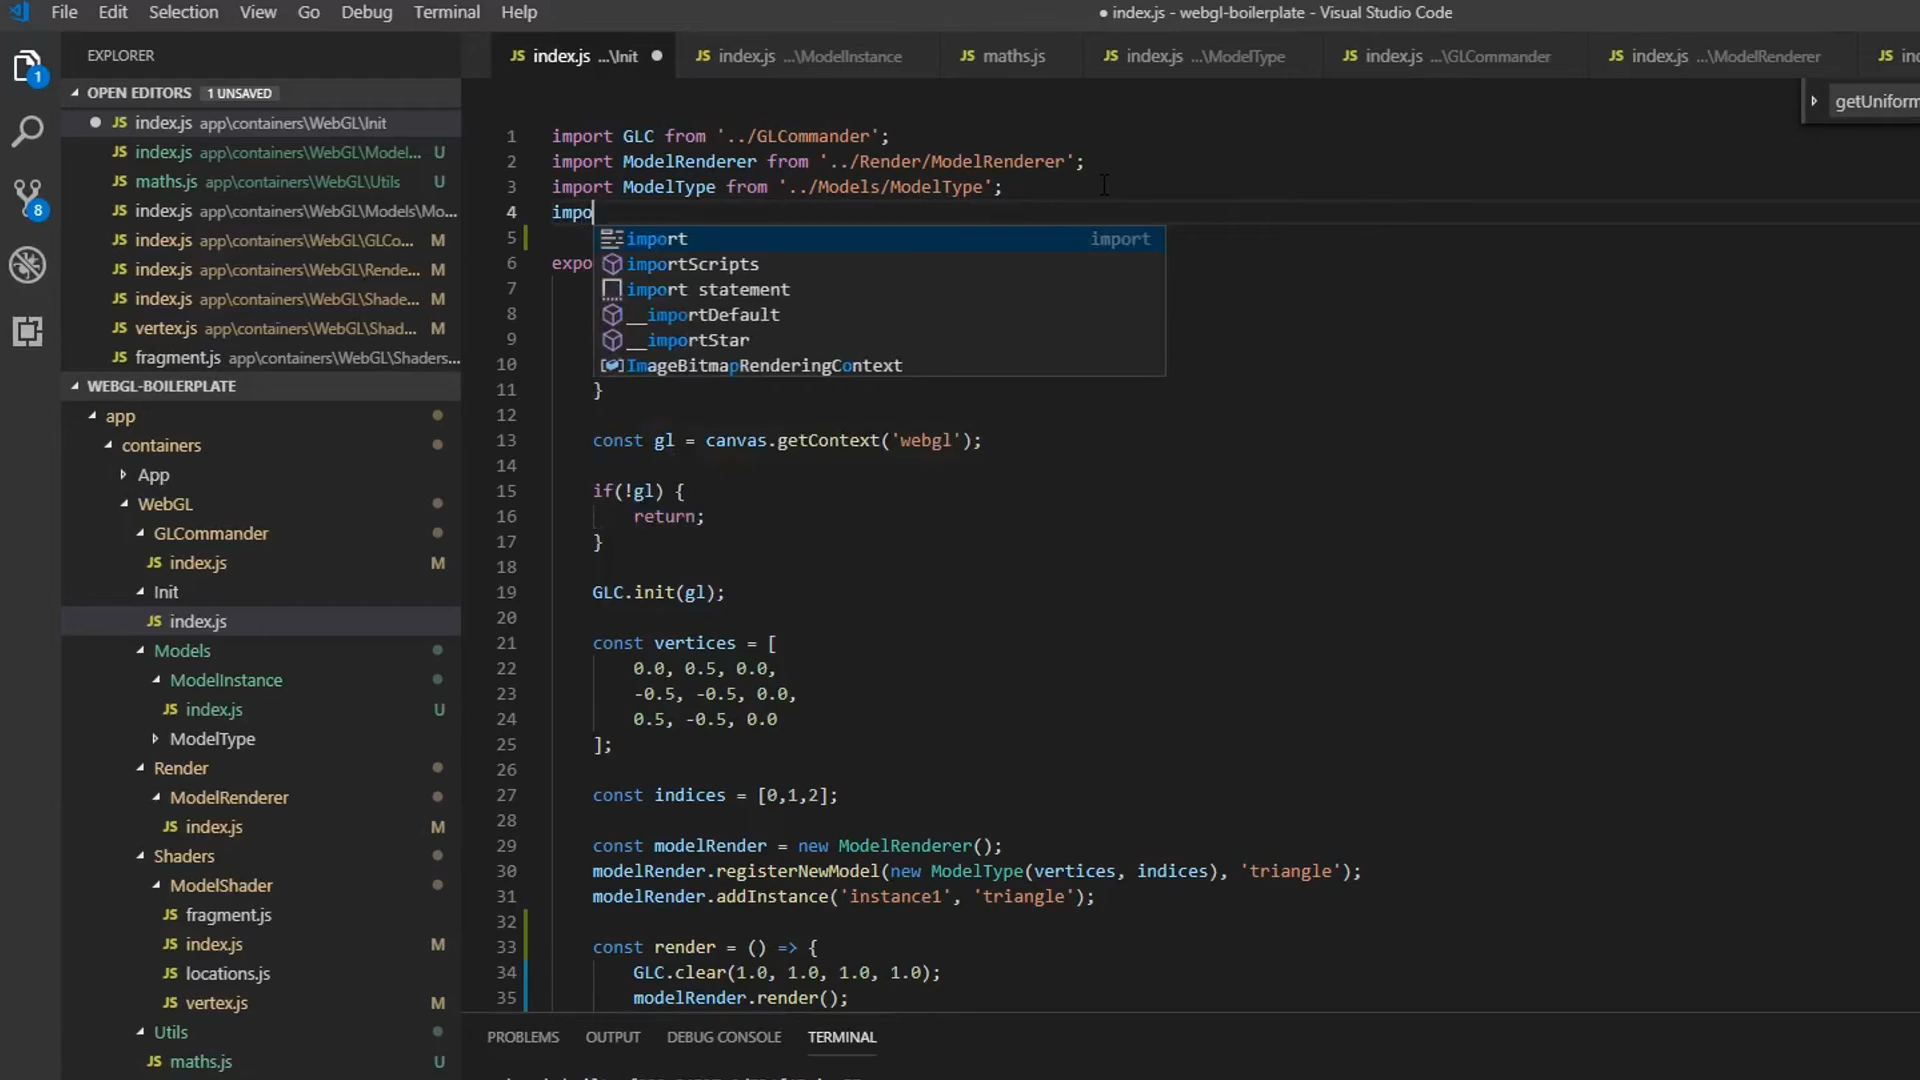 File Edit Selection View Go Debug Terminal Help
● index.js - webgl-boilerplate - Visual Studio Code
EXPLORER
OPEN EDITORS 1 UNSAVED
JS index.js app\containers\WebGL\Init
JS index.js app\containers\WebGL\Model... U
JS maths.js app\containers\WebGL\Utils U
JS index.js app\containers\WebGL\Models\Mo...
JS index.js app\containers\WebGL\GLCo... M
JS index.js app\containers\WebGL\Rende... M
JS index.js app\containers\WebGL\Shade... M
JS vertex.js app\containers\WebGL\Shad... M
JS fragment.js app\containers\WebGL\Shaders...
WEBGL-BOILERPLATE
app
containers
App
WebGL
GLCommander
JS index.js M
Init
JS index.js
Models
ModelInstance
JS index.js U
ModelType
Render
ModelRenderer
JS index.js M
Shaders
ModelShader
JS fragment.js
JS index.js M
JS locations.js
JS vertex.js M
Utils
JS maths.js U
1
8
JS index.js ...\Init ●
JS index.js ...\ModelInstance
JS maths.js
JS index.js ...\ModelType
JS index.js ...\GLCommander
JS index.js ...\ModelRenderer
JS inc
getUniform
1 import GLC from '../GLCommander';
2 import ModelRenderer from '../Render/ModelRenderer';
3 import ModelType from '../Models/ModelType';
4 impo
5
6 expo
7
8
9
10
11 }
12
13 const gl = canvas.getContext('webgl');
14
15 if(!gl) {
16 return;
17 }
18
19 GLC.init(gl);
20
21 const vertices = [
22 0.0, 0.5, 0.0,
23 -0.5, -0.5, 0.0,
24 0.5, -0.5, 0.0
25 ];
26
27 const indices = [0,1,2];
28
29 const modelRender = new ModelRenderer();
30 modelRender.registerNewModel(new ModelType(vertices, indices), 'triangle');
31 modelRender.addInstance('instance1', 'triangle');
32
33 const render = () => {
34 GLC.clear(1.0, 1.0, 1.0, 1.0);
35 modelRender.render();
import import
importScripts
import statement
__importDefault
__importStar
ImageBitmapRenderingContext
PROBLEMS OUTPUT DEBUG CONSOLE TERMINAL